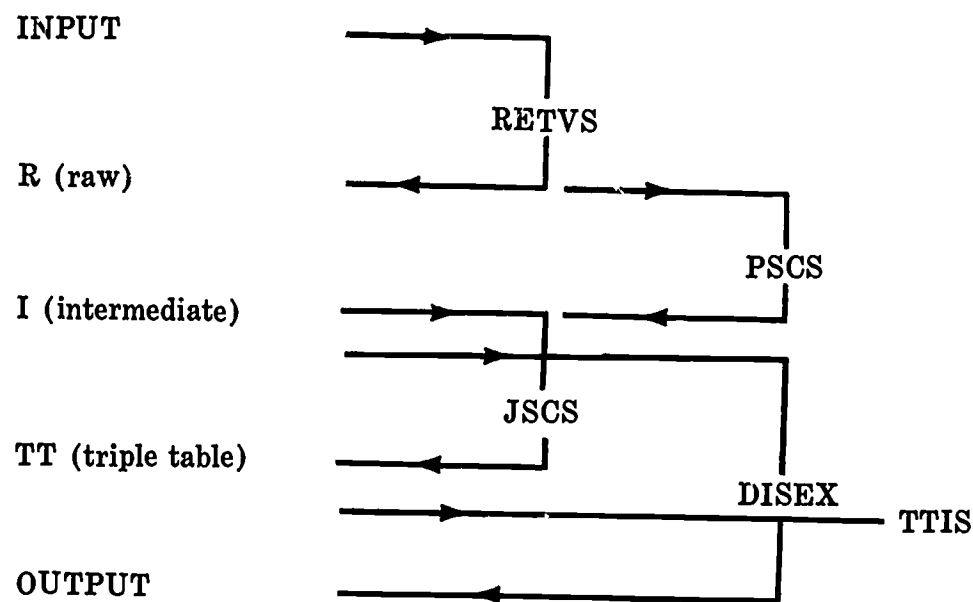 INPUT
RETVS
R (raw)
PSCS
I (intermediate)
JSCS
TT (triple table)
DISEX
TTIS
OUTPUT